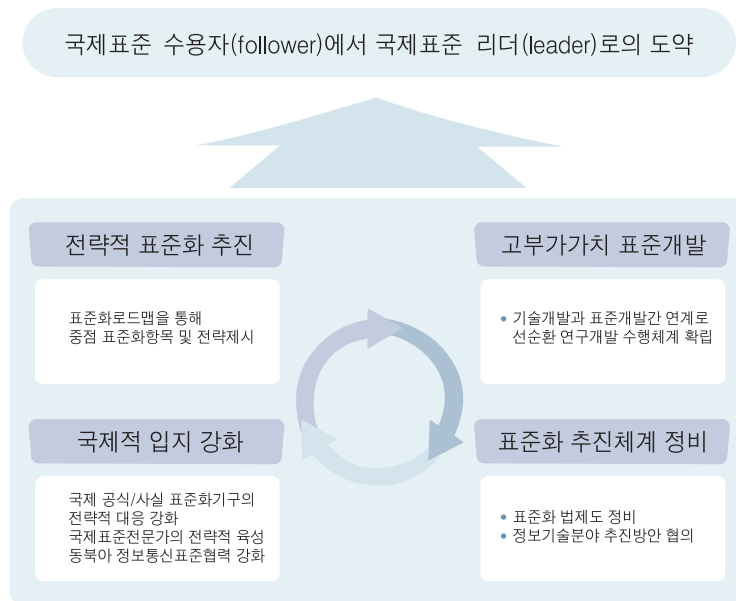 국제표준 수용자(follower)에서 국제표준 리더(leader)로의 도약
전략적 표준화 추진
표준화로드맵을 통해
중점 표준화항목 및 전략제시
고부가가치 표준개발
• 기술개발과 표준개발간 연계로
선순환 연구개발 수행체계 확립
국제적 입지 강화
국제 공식/사실 표준화기구의
전략적 대응 강화
국제표준전문가의 전략적 육성
동북아 정보통신표준협력 강화
표준화 추진체계 정비
• 표준화 법제도 정비
• 정보기술분야 추진방안 협의